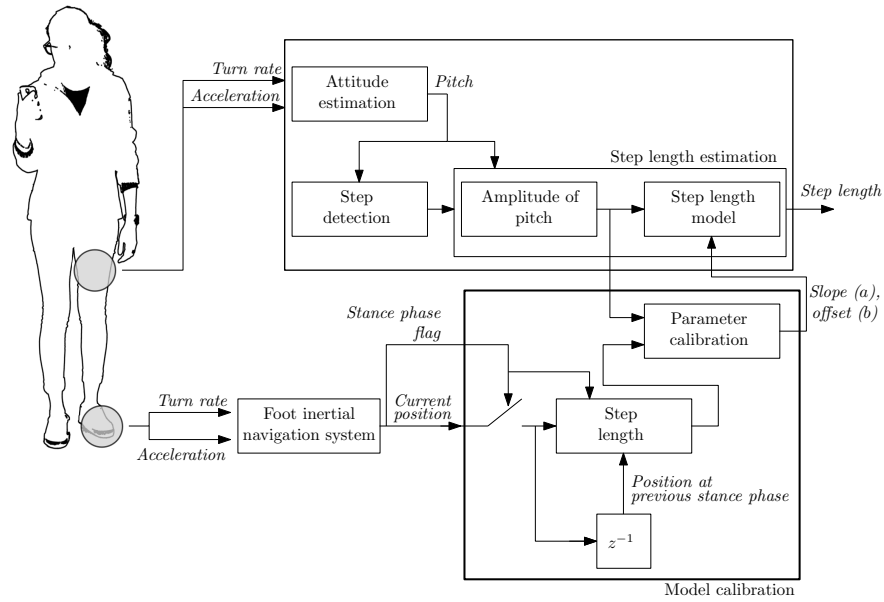 Turn rate
Acceleration
Attitude
estimation
Pitch
Step length estimation
Step
detection
Amplitude of
pitch
Step length
model
Step length
Slope (a),
offset (b)
Stance phase
flag
Parameter
calibration
Turn rate
Acceleration
Foot inertial
navigation system
Current
position
Step
length
Position at
previous stance phase
z⁻¹
Model calibration